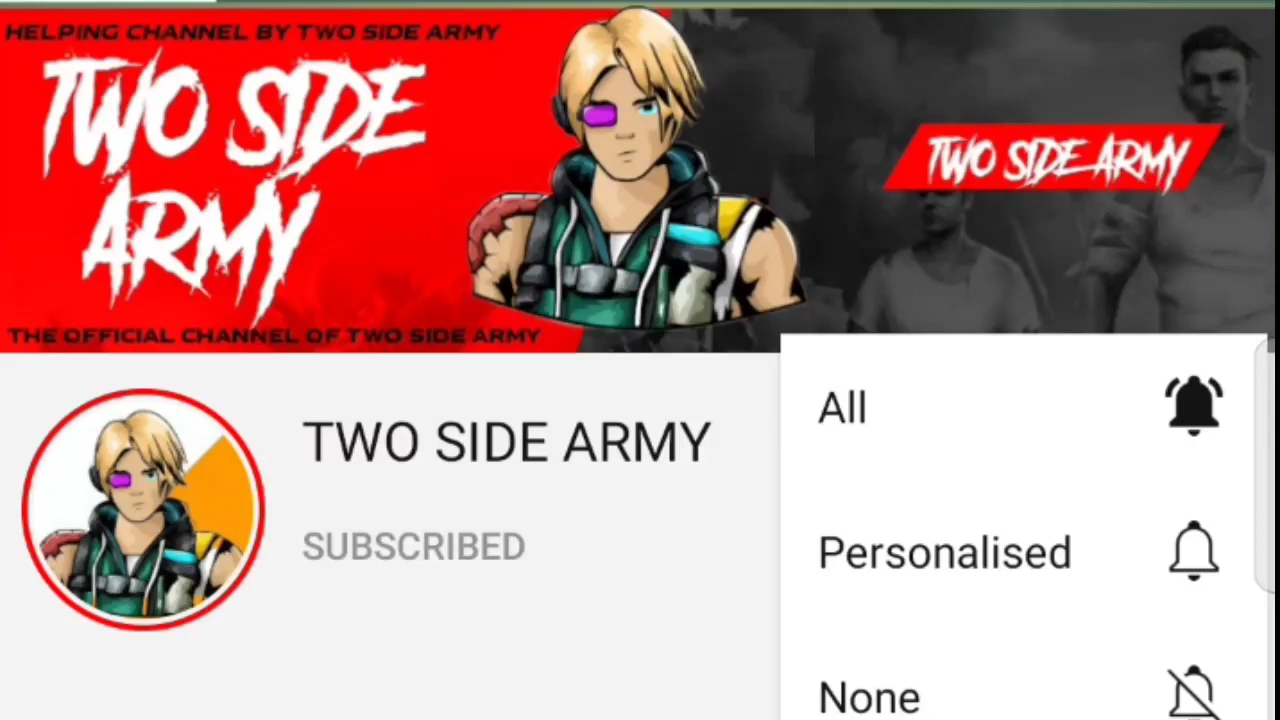 HELPING CHANNEL BY TWO SIDE ARMY
TWO SIDE
ARMY
THE OFFICIAL CHANNEL OF TWO SIDE ARMY
TWO SIDE ARMY
TWO SIDE ARMY
SUBSCRIBED
All
Personalised
None